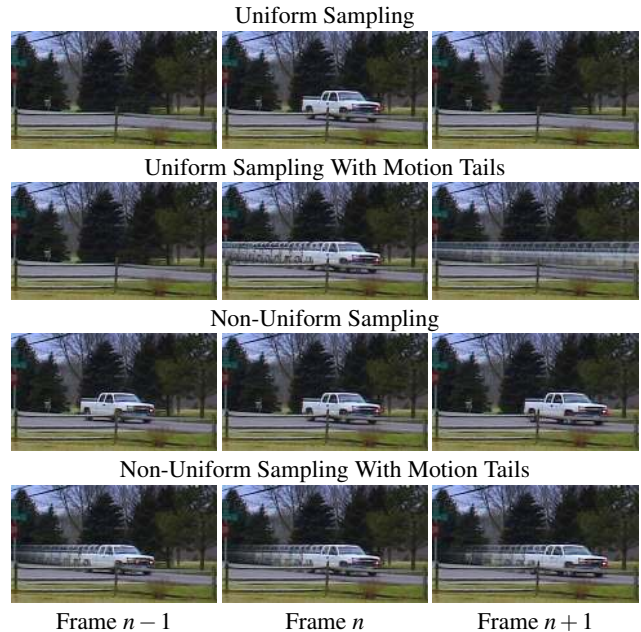 Uniform Sampling
Uniform Sampling With Motion Tails
Non-Uniform Sampling
Non-Uniform Sampling With Motion Tails
Frame n − 1 Frame n Frame n + 1